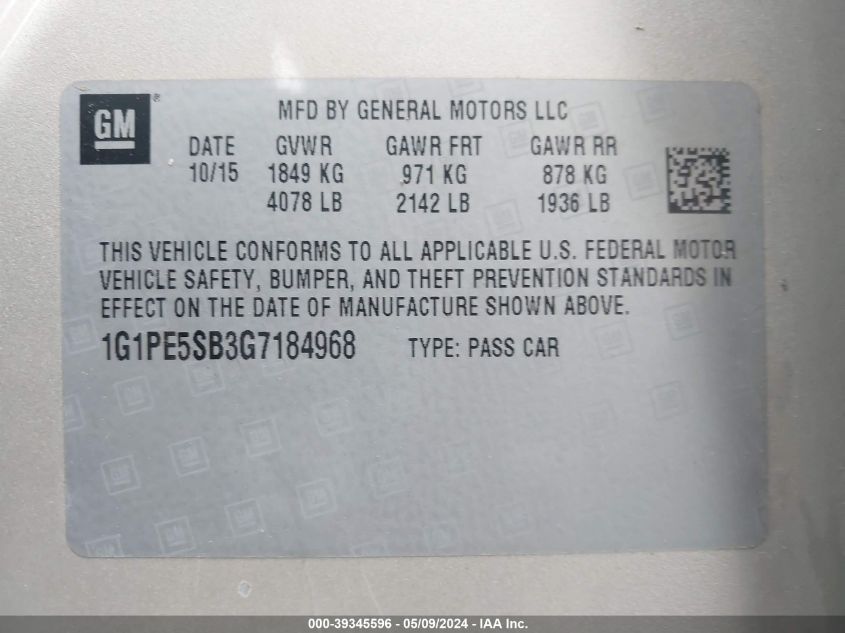 GM®
MFD BY GENERAL MOTORS LLC
DATE GVWR GAWR FRT GAWR RR
10/15 1849 KG 971 KG 878 KG
4078 LB 2142 LB 1936 LB
THIS VEHICLE CONFORMS TO ALL APPLICABLE U.S. FEDERAL MOTOR
VEHICLE SAFETY, BUMPER, AND THEFT PREVENTION STANDARDS IN
EFFECT ON THE DATE OF MANUFACTURE SHOWN ABOVE.
1G1PE5SB3G7184968 TYPE: PASS CAR
000-39345596 - 05/09/2024 - IAA Inc.